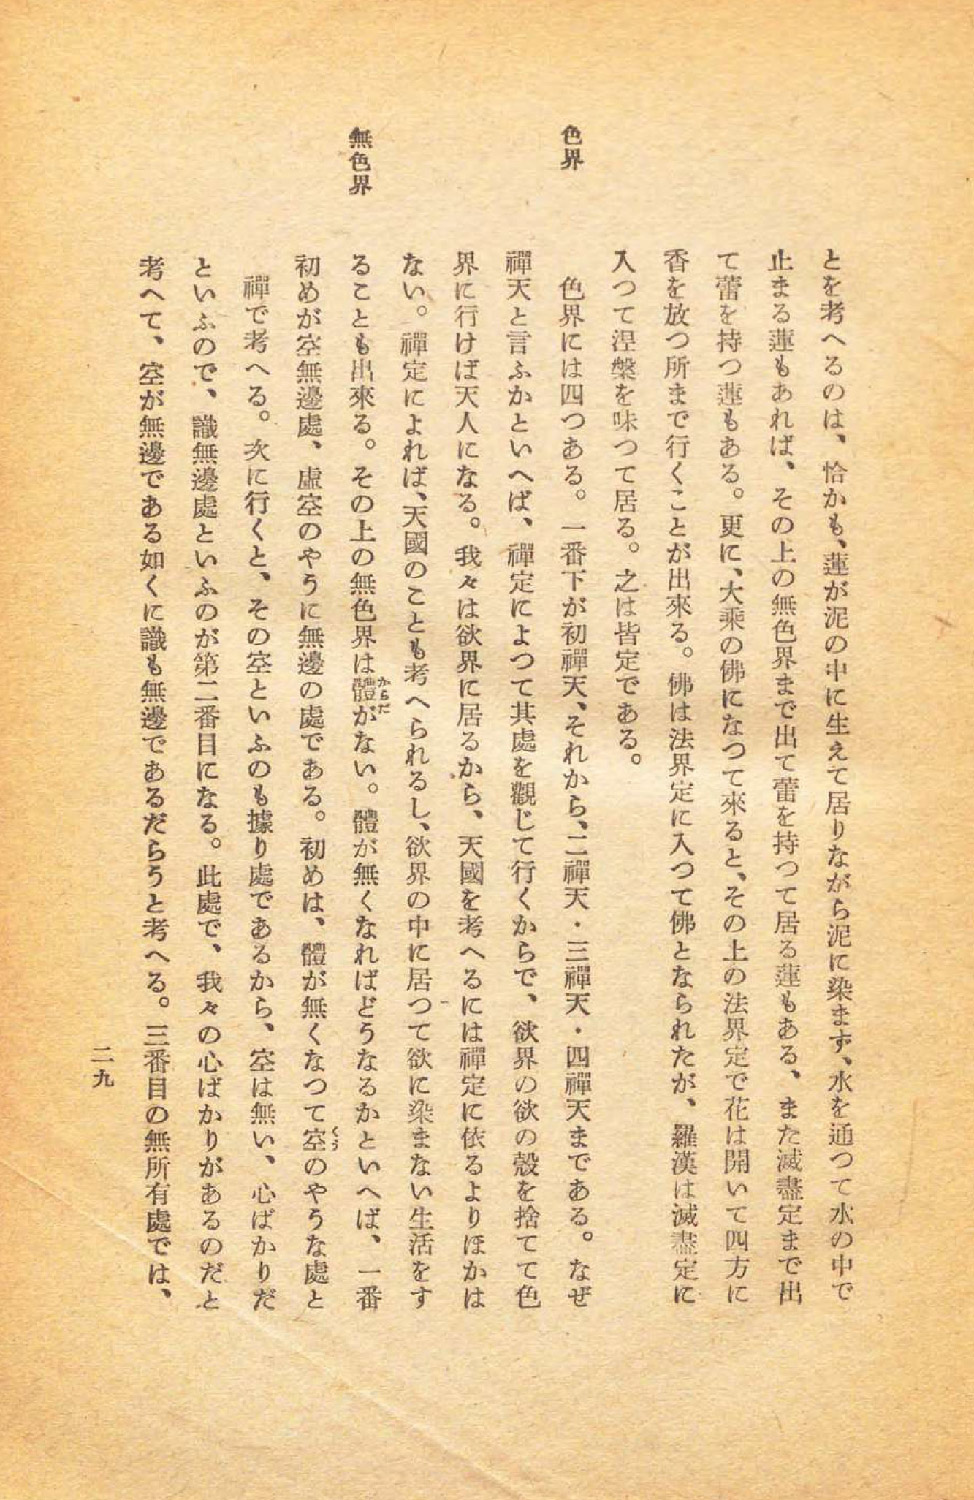 とを考へるのは、恰かも、蓮が泥の中に生えて居りながら泥に染まず、水を通つて水の中で
止まる蓮もあれば、その上の無色界まで出て蕾を持つて居る蓮もある、また滅盡定まで出
て蕾を持つ蓮もある。更に、大乘の佛になつて來ると、その上の法界定で花は開いて四方に
香を放つ所まで行くことが出來る。佛は法界定に入つて佛となられたが、羅漢は滅盡定に
入つて涅槃を味つて居る。之は皆定である。
色界
色界には四つある。一番下が初禪天、それから、二禪天・三禪天・四禪天まである。なぜ
禪天と言ふかといへば、禪定によつて其處を觀じて行くからで、欲界の欲の殼を捨てて色
界に行けば天人になる。我々は欲界に居るから、天國を考へるには禪定に依るよりほかは
ない。禪定によれば、天國のことも考へられるし、欲界の中に居つて欲に染まない生活をす
無色界
ることも出來る。その上の無色界は體がない。體が無くなればどうなるかといへば、一番
からだ
初めが空無邊處、虛空のやうに無邊の處である。初めは、體が無くなつて空のやうな處と
くう
禪で考へる。次に行くと、その空といふのも據り處であるから、空は無い、心ばかりだ
といふので、識無邊處といふのが第二番目になる。此處で、我々の心ばかりがあるのだと
考へて、空が無邊である如くに識も無邊であるだらうと考へる。三番目の無所有處では、
二九